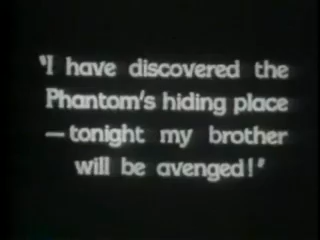 "I have discovered the
Phantom's hiding place
—tonight my brother
will be avenged!"